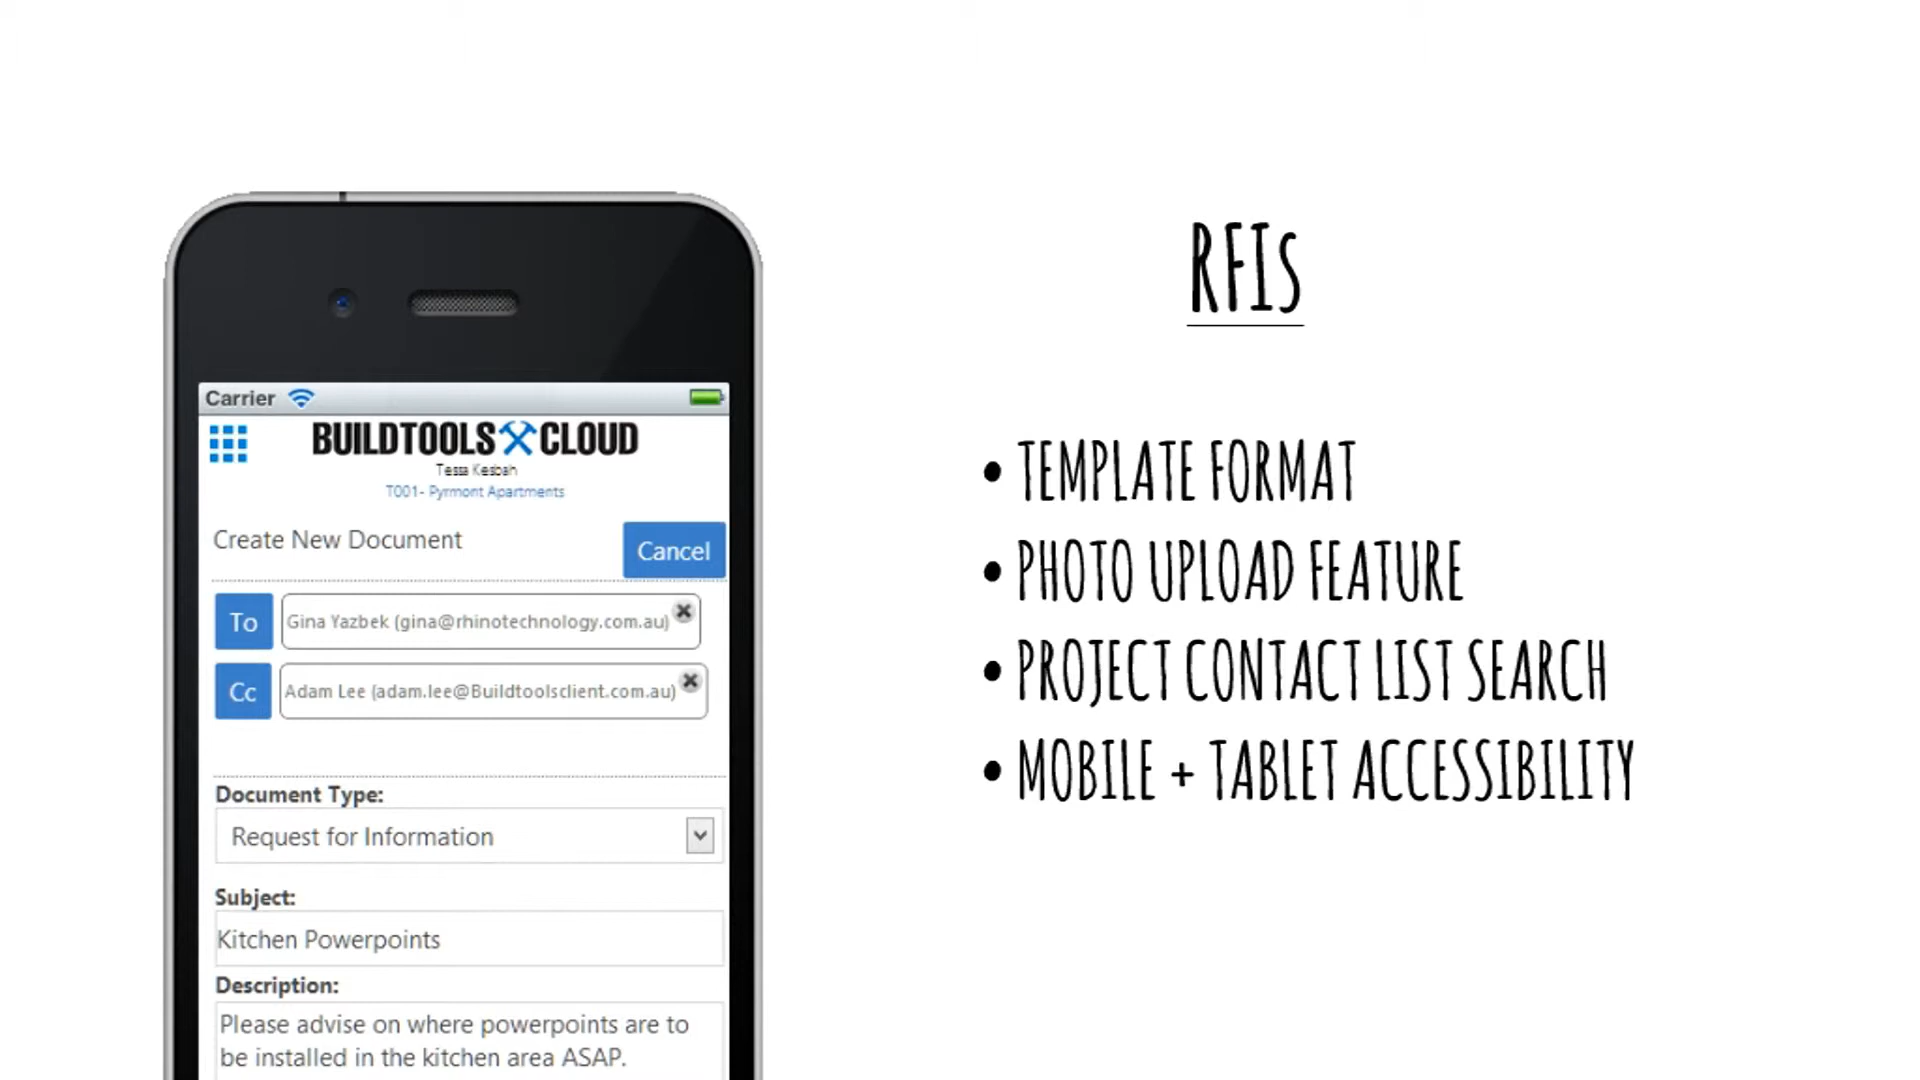 Carrier
BUILDTOOLS CLOUD
Tessa Kesbah
T001- Pyrmont Apartments
Create New Document
Cancel
To
Gina Yazbek (gina@rhinotechnology.com.au)
Cc
Adam Lee (adam.lee@Buildtoolsclient.com.au)
Document Type:
Request for Information
Subject:
Kitchen Powerpoints
Description:
Please advise on where powerpoints are to
be installed in the kitchen area ASAP.
RFIs
• TEMPLATE FORMAT
• PHOTO UPLOAD FEATURE
• PROJECT CONTACT LIST SEARCH
• MOBILE + TABLET ACCESSIBILITY